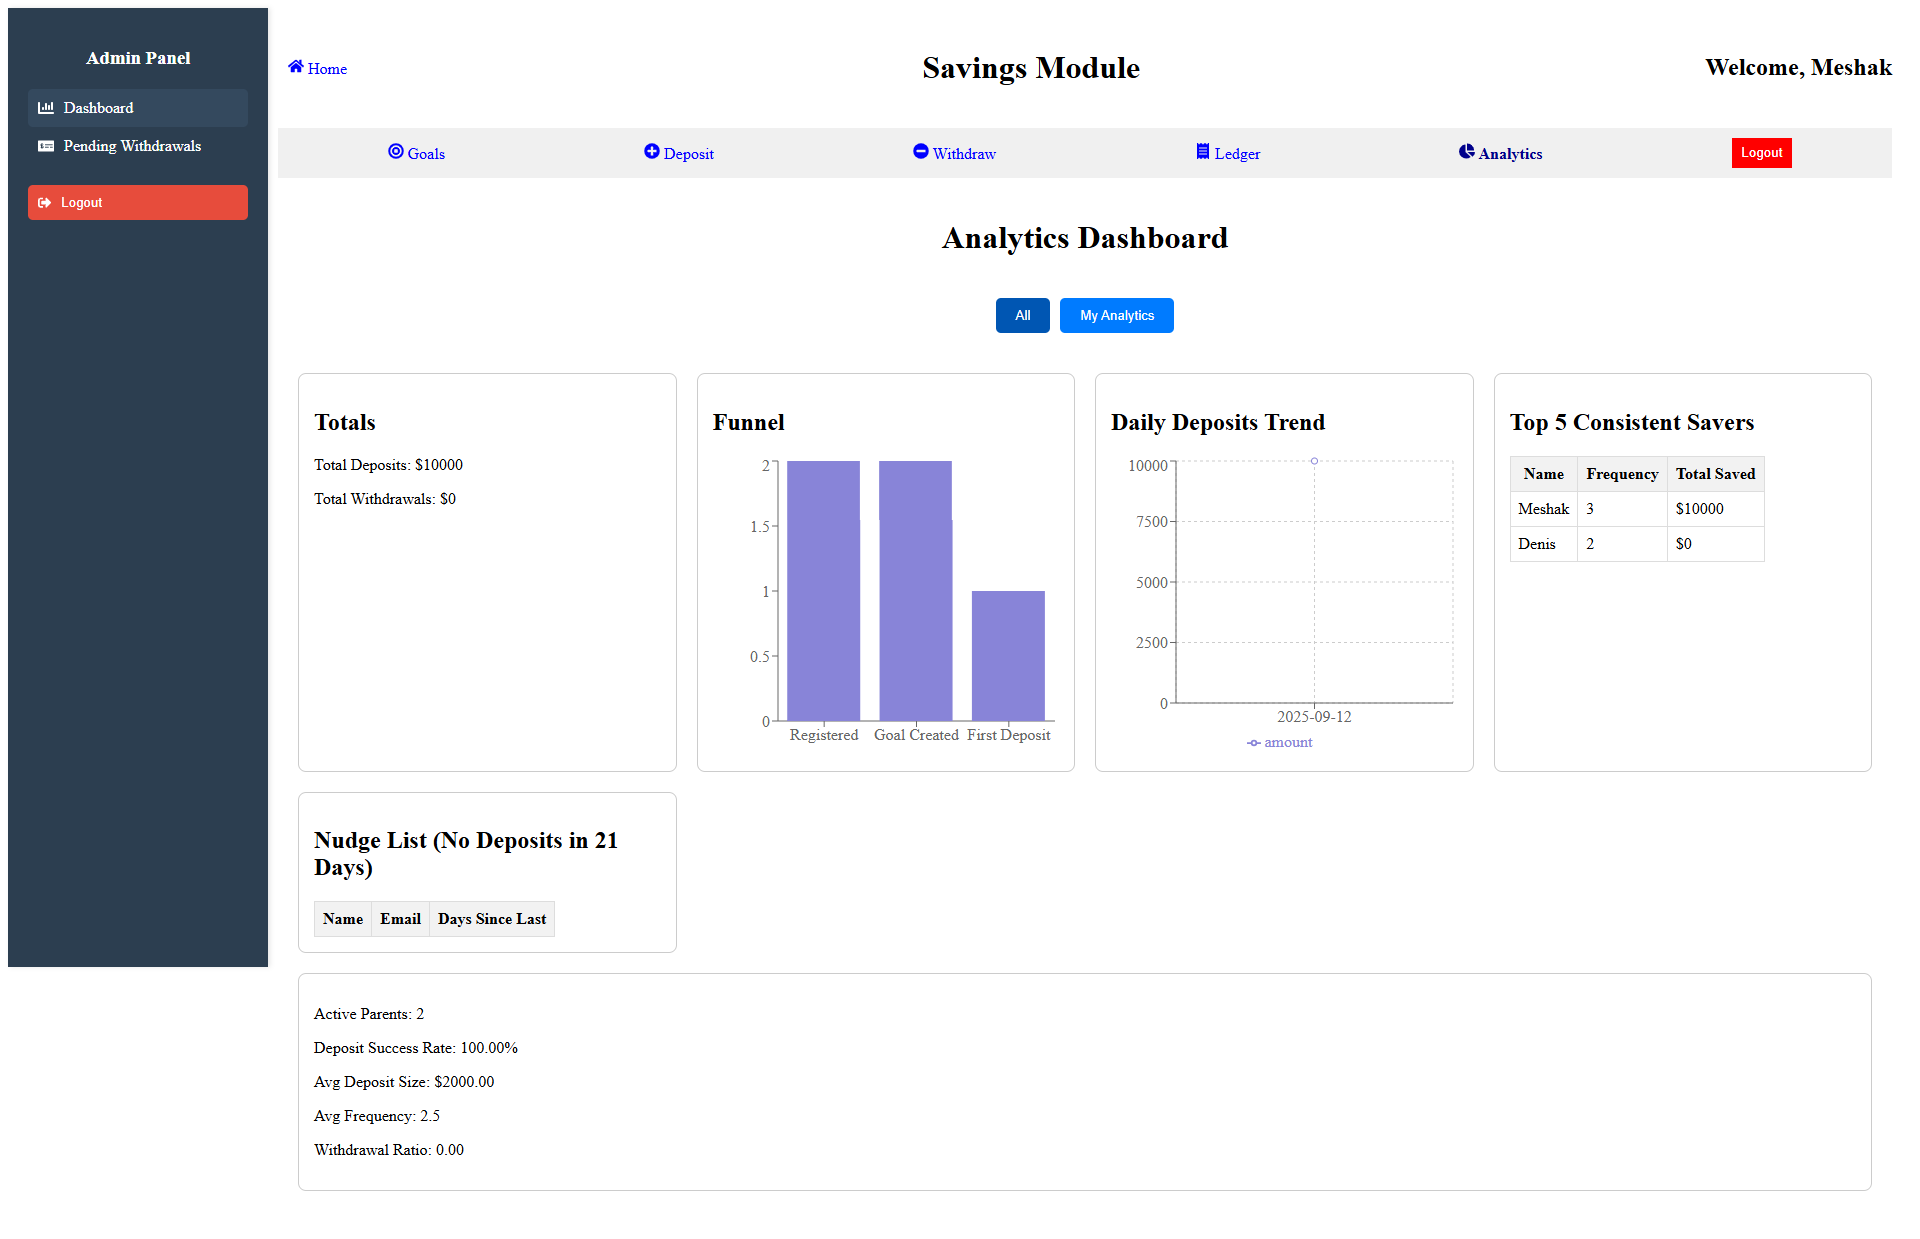 Admin Panel
Dashboard
Pending Withdrawals
Logout
Home
Savings Module
Welcome, Meshak
Goals
Deposit
Withdraw
Ledger
Analytics
Logout
Analytics Dashboard
All
My Analytics
Totals
Total Deposits: $10000
Total Withdrawals: $0
Funnel
2
1.5
1
0.5
0
Registered
Goal Created
First Deposit
Daily Deposits Trend
10000
7500
5000
2500
0
2025-09-12
amount
Top 5 Consistent Savers
Name Frequency Total Saved
Meshak 3 $10000
Denis 2 $0
Nudge List (No Deposits in 21
Days)
Name Email Days Since Last
Active Parents: 2
Deposit Success Rate: 100.00%
Avg Deposit Size: $2000.00
Avg Frequency: 2.5
Withdrawal Ratio: 0.00